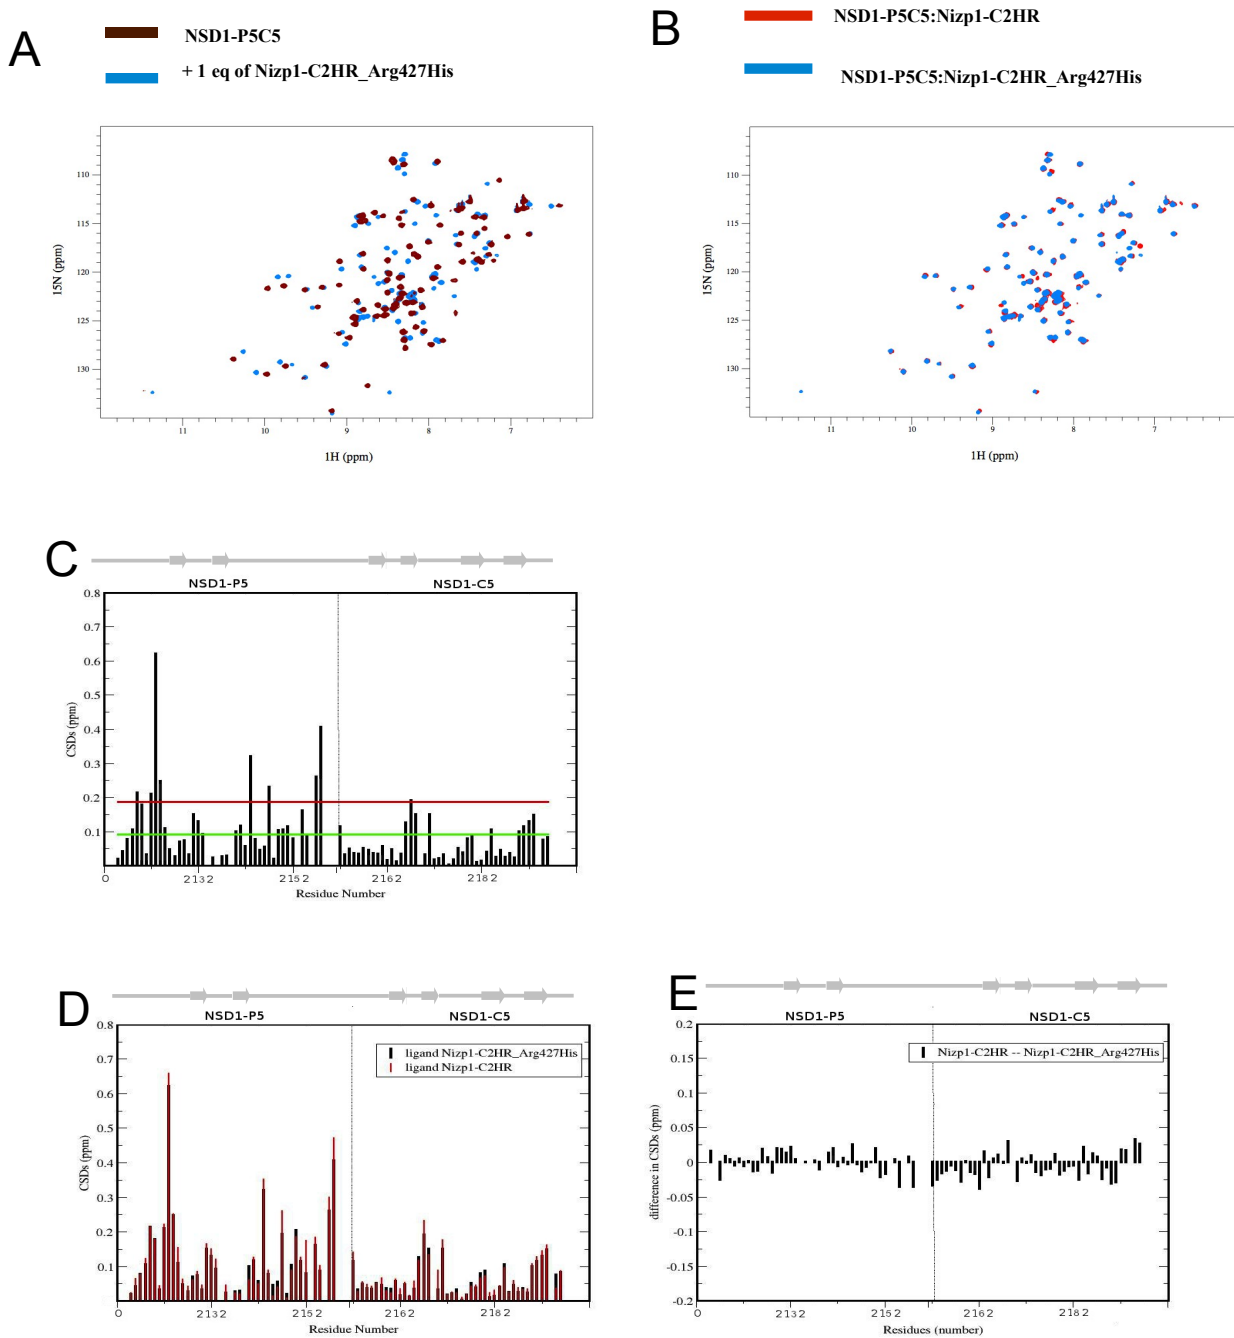 A
NSD1-P5C5
+ 1 eq of Nizp1-C2HR_Arg427His
15N (ppm)
110
115
120
125
130
11
10
9
8
7
1H (ppm)
B
NSD1-P5C5:Nizp1-C2HR
NSD1-P5C5:Nizp1-C2HR_Arg427His
15N (ppm)
110
115
120
125
130
11
10
9
8
7
1H (ppm)
C
NSD1-P5
NSD1-C5
CSDs (ppm)
0.8
0.7
0.6
0.5
0.4
0.3
0.2
0.1
0
2132
2152
2162
2182
Residue Number
D
NSD1-P5
NSD1-C5
ligand Nizp1-C2HR_Arg427His
ligand Nizp1-C2HR
CSDs (ppm)
0.8
0.7
0.6
0.5
0.4
0.3
0.2
0.1
0
0
2132
2152
2162
2182
Residue Number
E
NSD1-P5
NSD1-C5
Nizp1-C2HR -- Nizp1-C2HR_Arg427His
difference in CSDs (ppm)
0.2
0.15
0.1
0.05
0
-0.05
-0.1
-0.15
-0.2
0
2132
2152
2162
2182
Residues (number)